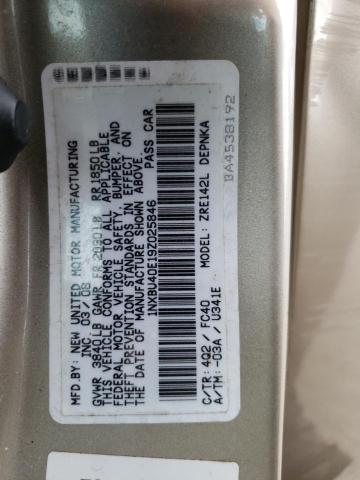 MFD.BY: NEW UNITED MOTOR MANUFACTURING
INC 03/08
GVWR 3840LB GAWR FR 2030LB RR1850LB
THIS VEHICLE CONFORMS TO ALL APPLICABLE
FEDERAL MOTOR VEHICLE SAFETY, BUMPER, AND
THEFT PREVENTION STANDARDS IN EFFECT ON
THE DATE OF MANUFACTURE SHOWN ABOVE.
1NXBU40E19Z025846 PASS CAR
C/TR: 4Q2 / FC40 MODEL: ZRE142L DEPNKA
A/TM: -03A / U341E
BA4538192